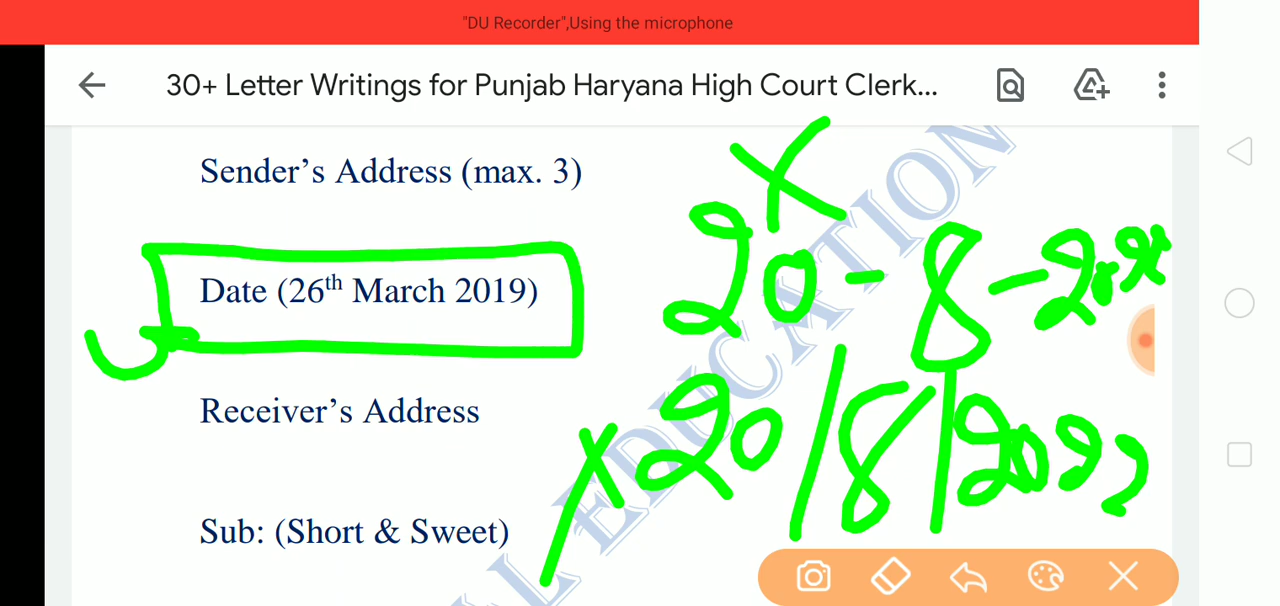 "DU Recorder",Using the microphone
30+ Letter Writings for Punjab Haryana High Court Clerk...
Sender's Address (max. 3)
X
20-8-20
Date (26th March 2019)
Receiver's Address
X 20/8/2022
Sub: (Short & Sweet)
EDUCATION